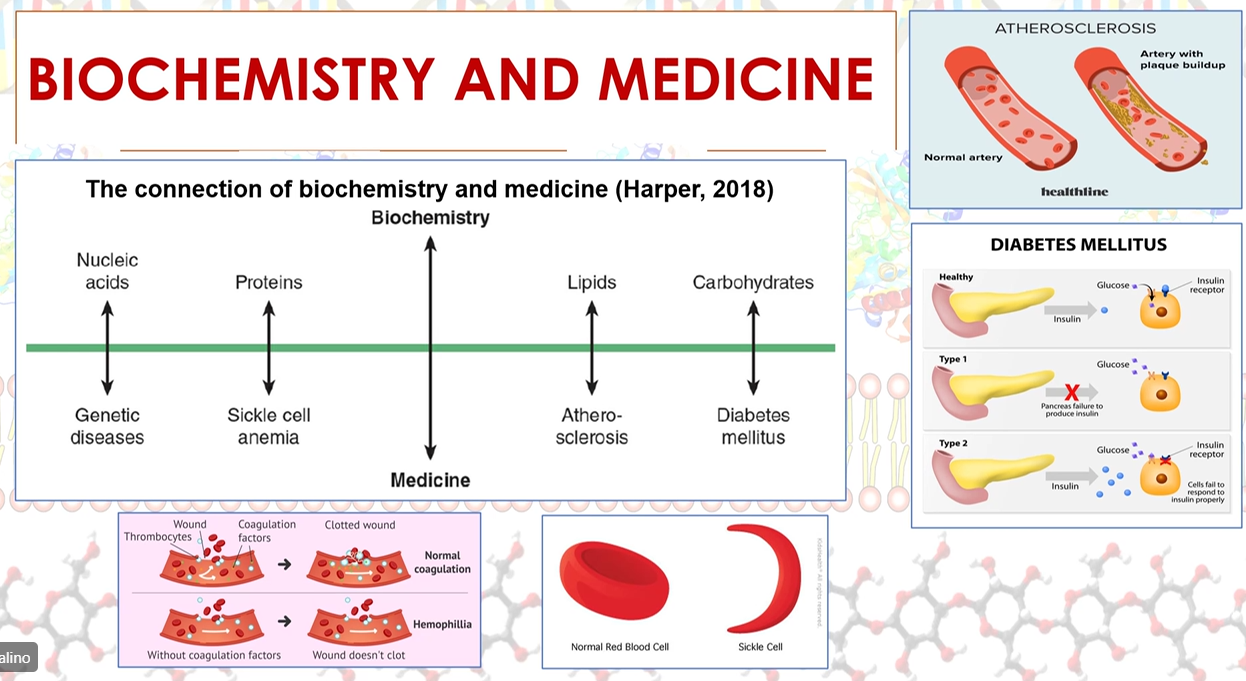 BIOCHEMISTRY AND MEDICINE
The connection of biochemistry and medicine (Harper, 2018)
Biochemistry
Nucleic
acids
Proteins
Lipids
Carbohydrates
Genetic
diseases
Sickle cell
anemia
Athero-
sclerosis
Diabetes
mellitus
Medicine
ATHEROSCLEROSIS
Artery with
plaque buildup
Normal artery
healthline
DIABETES MELLITUS
Healthy
Glucose
Insulin
receptor
Insulin
Type 1
Glucose
Pancreas failure to
produce insulin
Type 2
Glucose
Insulin
receptor
Insulin
Cells fail to
respond to
insulin properly
Wound
Thrombocytes
Coagulation
factors
Clotted wound
Normal
coagulation
Hemophillia
Without coagulation factors
Wound doesn't clot
Normal Red Blood Cell
Sickle Cell
KidsHealth® All rights reserved.
alino